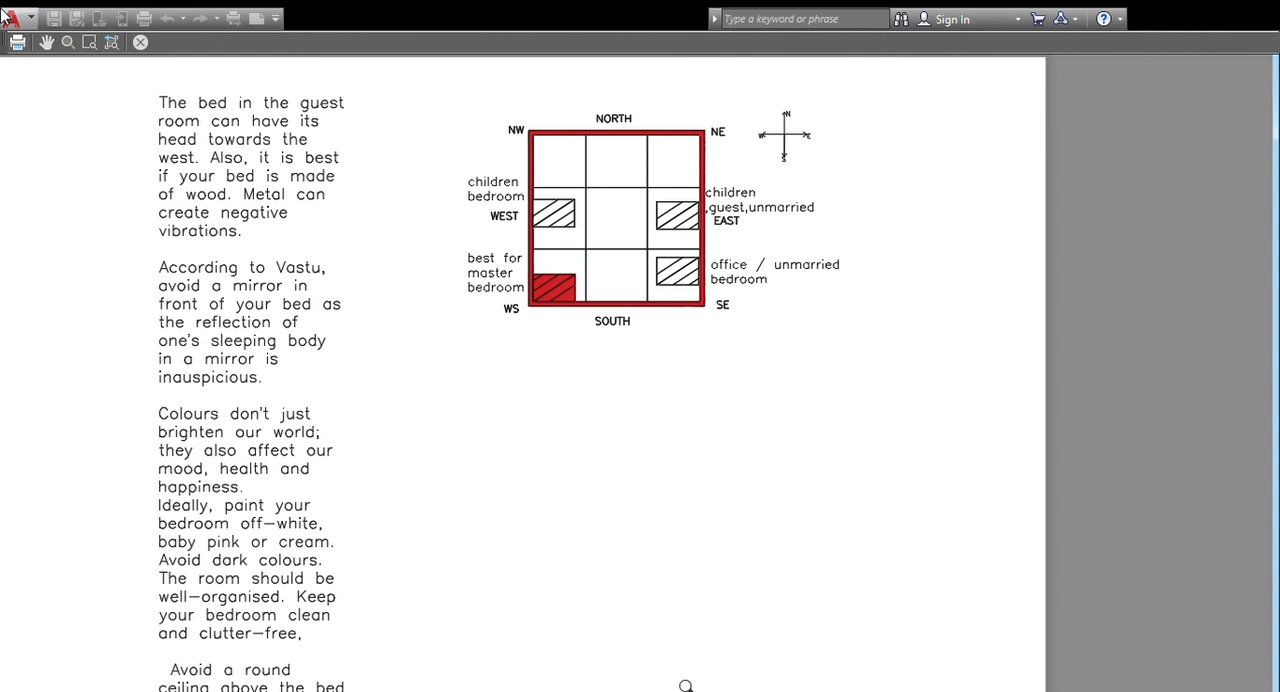 Type a keyword or phrase
Sign In
The bed in the guest
room can have its
head towards the
west. Also, it is best
if your bed is made
of wood. Metal can
create negative
vibrations.
According to Vastu,
avoid a mirror in
front of your bed as
the reflection of
one's sleeping body
in a mirror is
inauspicious.
Colours don't just
brighten our world;
they also affect our
mood, health and
happiness.
Ideally, paint your
bedroom off-white,
baby pink or cream.
Avoid dark colours.
The room should be
well-organised. Keep
your bedroom clean
and clutter-free,
Avoid a round
ceiling above the bed
NORTH
NW
NE
children
bedroom
WEST
children
,guest,unmarried
EAST
best for
master
bedroom
office / unmarried
bedroom
WS
SE
SOUTH
N
W
E
S